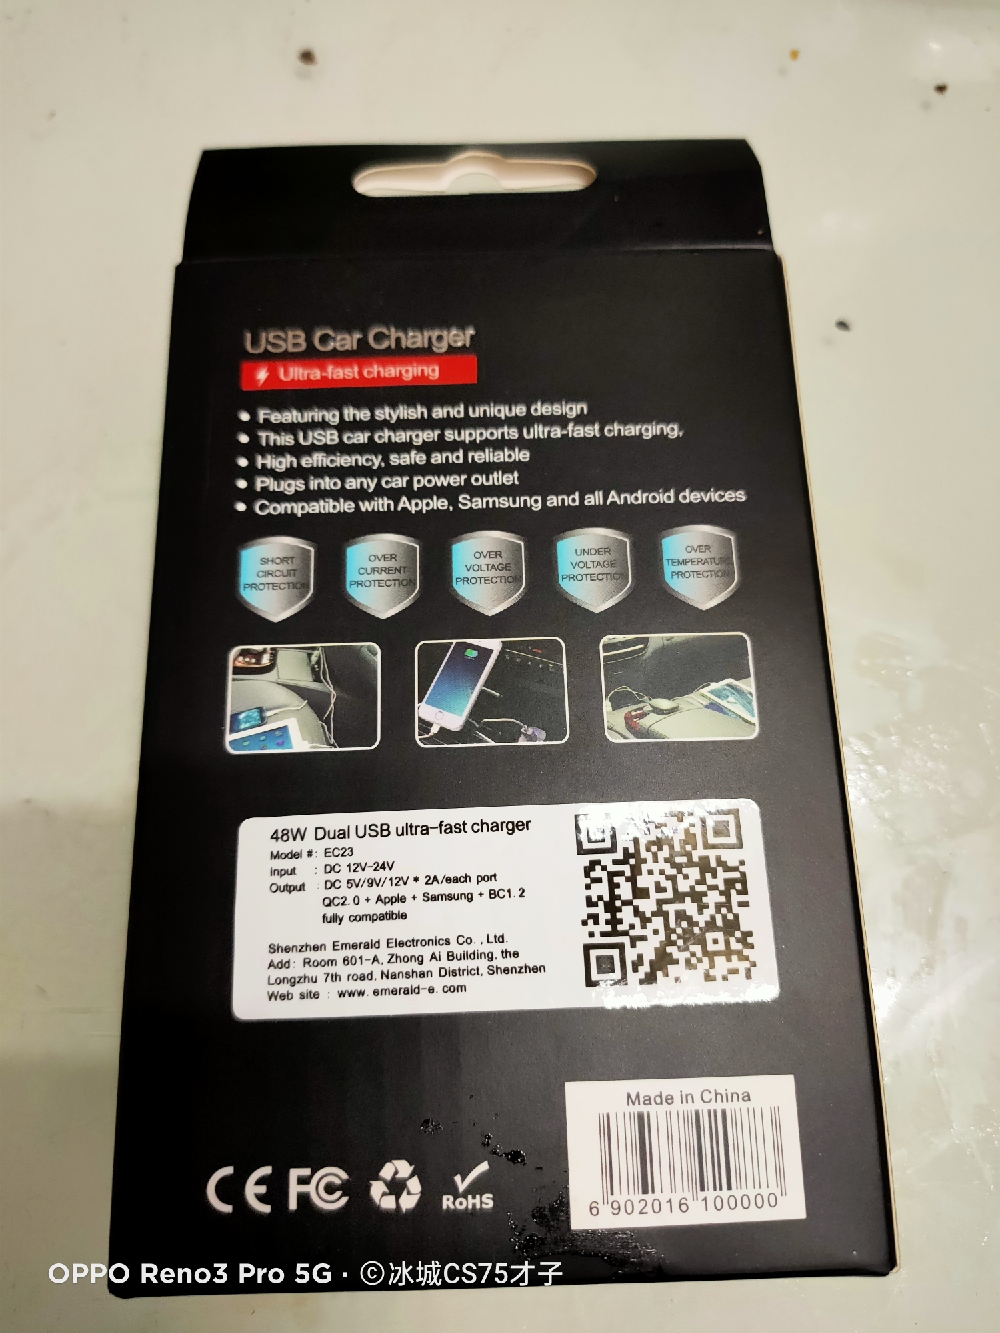 USB Car Charger
Ultra-fast charging
• Featuring the stylish and unique design
• This USB car charger supports ultra-fast charging.
• High efficiency, safe and reliable
• Plugs into any car power outlet
• Compatible with Apple, Samsung and all Android devices
SHORT
CIRCUIT
PROTECTION
OVER
CURRENT
PROTECTION
OVER
VOLTAGE
PROTECTION
UNDER
VOLTAGE
PROTECTION
OVER
TEMPERATURE
PROTECTION
48W Dual USB ultra-fast charger
Model #: EC23
Input : DC 12V-24V
Output : DC 5V/9V/12V * 2A/each port
QC2.0 + Apple + Samsung + BC1.2
fully compatible
Shenzhen Emerald Electronics Co., Ltd.
Add: Room 601-A, Zhong Ai Building, the
Longzhu 7th road, Nanshan District, Shenzhen
Web site : www.emerald-e.com
Made in China
6 902016 100000
CE FC RoHS
OPPO Reno3 Pro 5G · ©冰城CS75才子